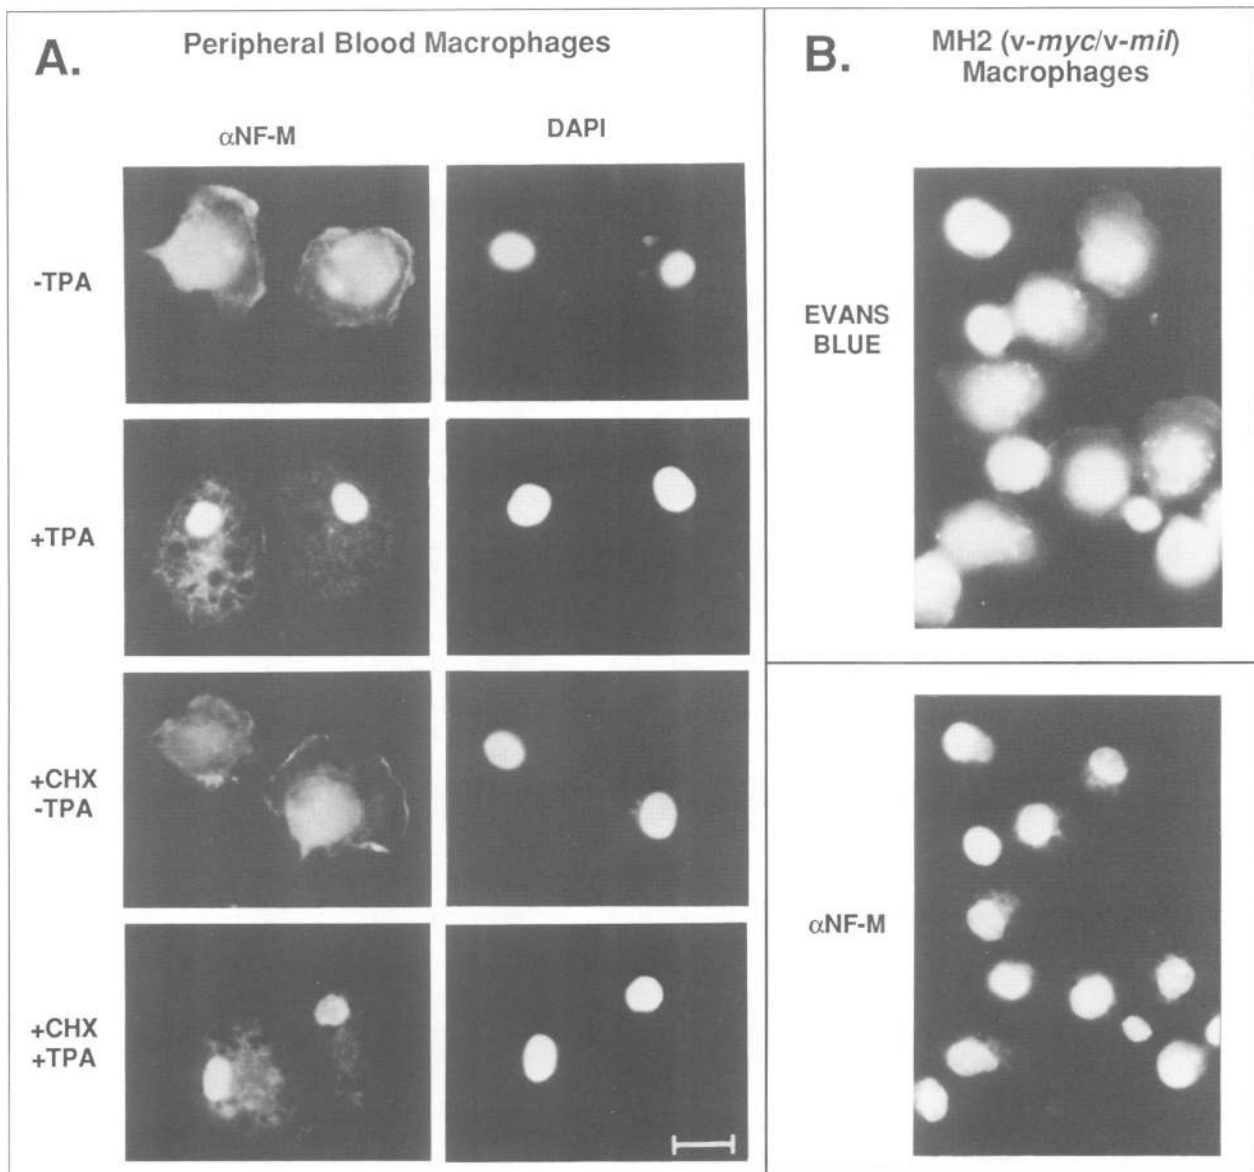 A.
Peripheral Blood Macrophages
αNF-M
DAPI
-TPA
+TPA
+CHX
-TPA
+CHX
+TPA
B.
MH2 (v-myc/v-mil)
Macrophages
EVANS
BLUE
αNF-M